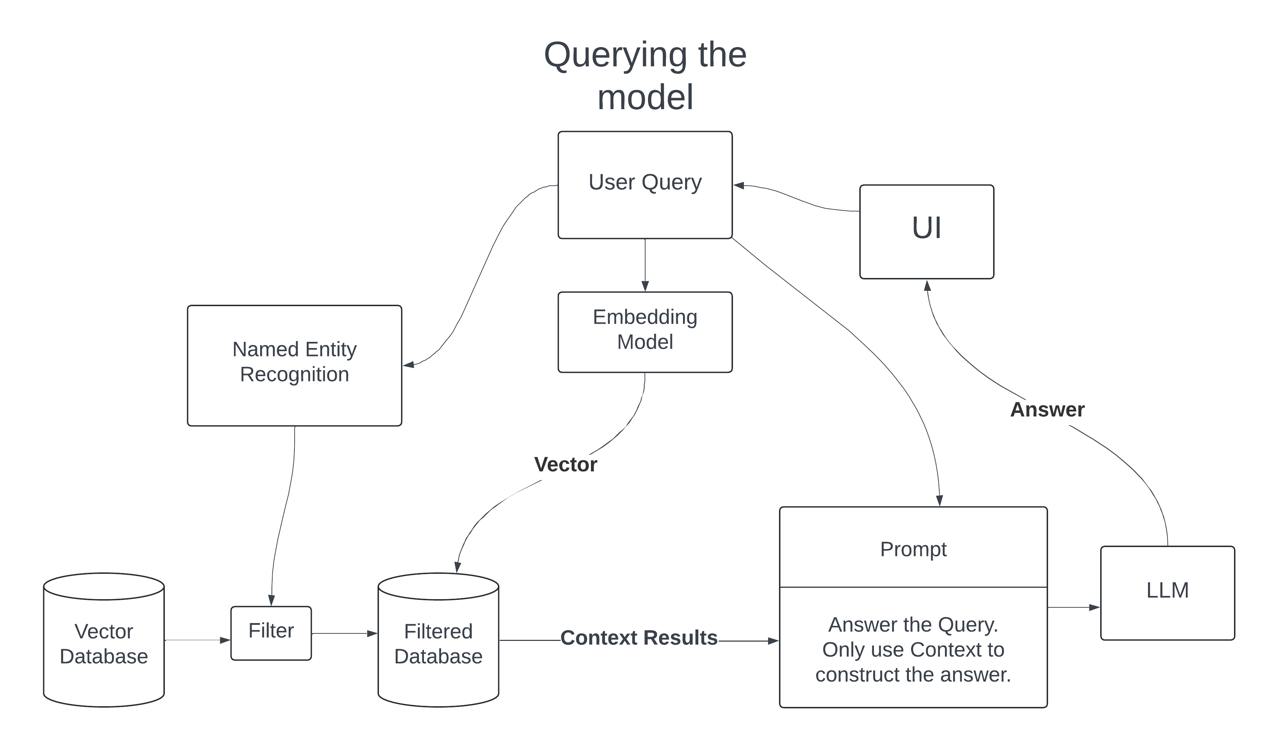 Querying the
model
User Query
UI
Embedding
Model
Named Entity
Recognition
Answer
Vector
Prompt
LLM
Vector
Database
Filter
Filtered
Database
Context Results
Answer the Query.
Only use Context to
construct the answer.